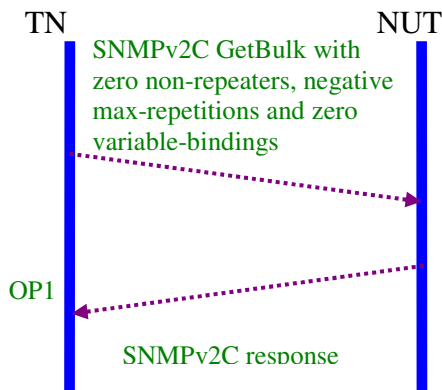 TN
NUT
SNMPv2C GetBulk with
zero non-repeaters, negative
max-repetitions and zero
variable-bindings
OP1
SNMPv2C response